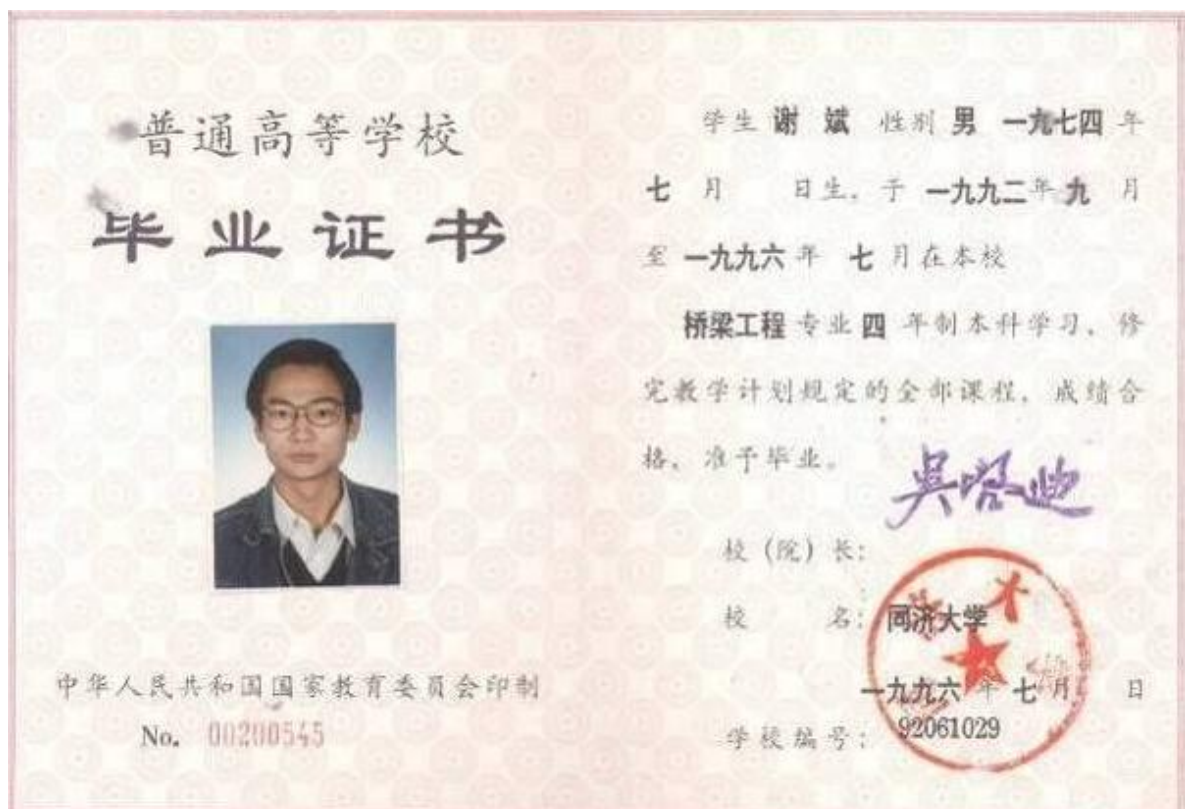 普通高等学校
毕业证书
中华人民共和国国家教育委员会印制
No. 00200545
学生 谢 斌 性别 男 一九七四 年
七 月 日生，于 一九九二年 九 月
至 一九九六 年 七 月在本校
桥梁工程 专业 四 年制本科学习，修
完教学计划规定的全部课程，成绩合
格，准予毕业。
校（院）长：
校 名：同济大学
一九九六 年 七 月 日
学校编号：92061029